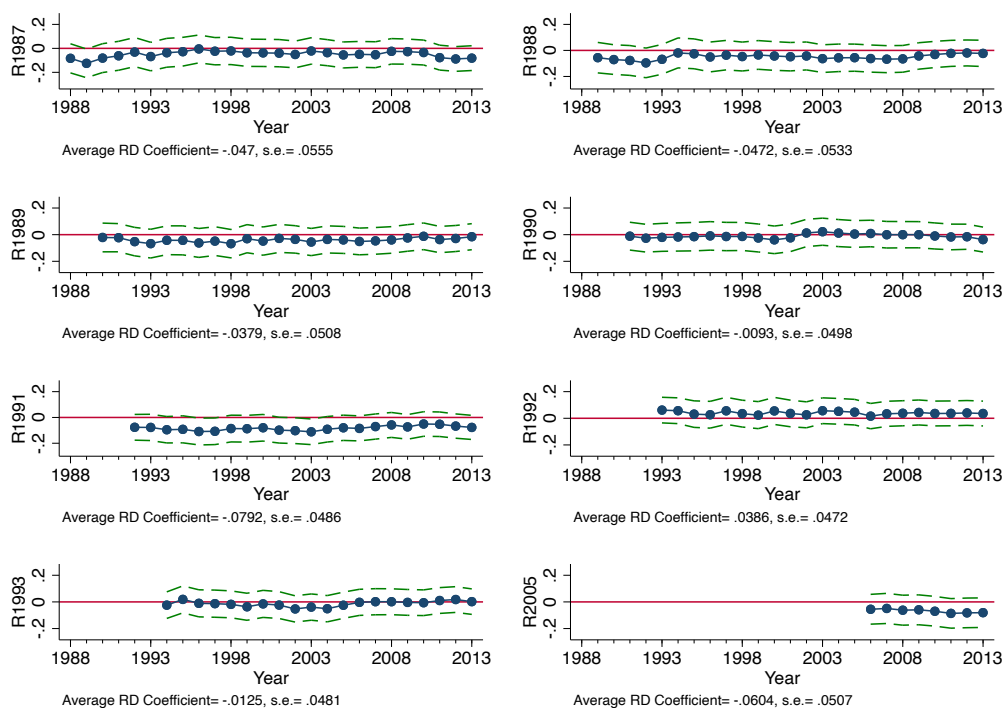 R1987
.2
0
-.2
1988 1993 1998 2003 2008 2013
Year
Average RD Coefficient= -.047, s.e.= .0555
R1988
.2
0
-.2
1988 1993 1998 2003 2008 2013
Year
Average RD Coefficient= -.0472, s.e.= .0533
R1989
.2
0
-.2
1988 1993 1998 2003 2008 2013
Year
Average RD Coefficient= -.0379, s.e.= .0508
R1990
.2
0
-.2
1988 1993 1998 2003 2008 2013
Year
Average RD Coefficient= -.0093, s.e.= .0498
R1991
.2
0
-.2
1988 1993 1998 2003 2008 2013
Year
Average RD Coefficient= -.0792, s.e.= .0486
R1992
.2
0
-.2
1988 1993 1998 2003 2008 2013
Year
Average RD Coefficient= .0386, s.e.= .0472
R1993
.2
0
-.2
1988 1993 1998 2003 2008 2013
Year
Average RD Coefficient= -.0125, s.e.= .0481
R2005
.2
0
-.2
1988 1993 1998 2003 2008 2013
Year
Average RD Coefficient= -.0604, s.e.= .0507